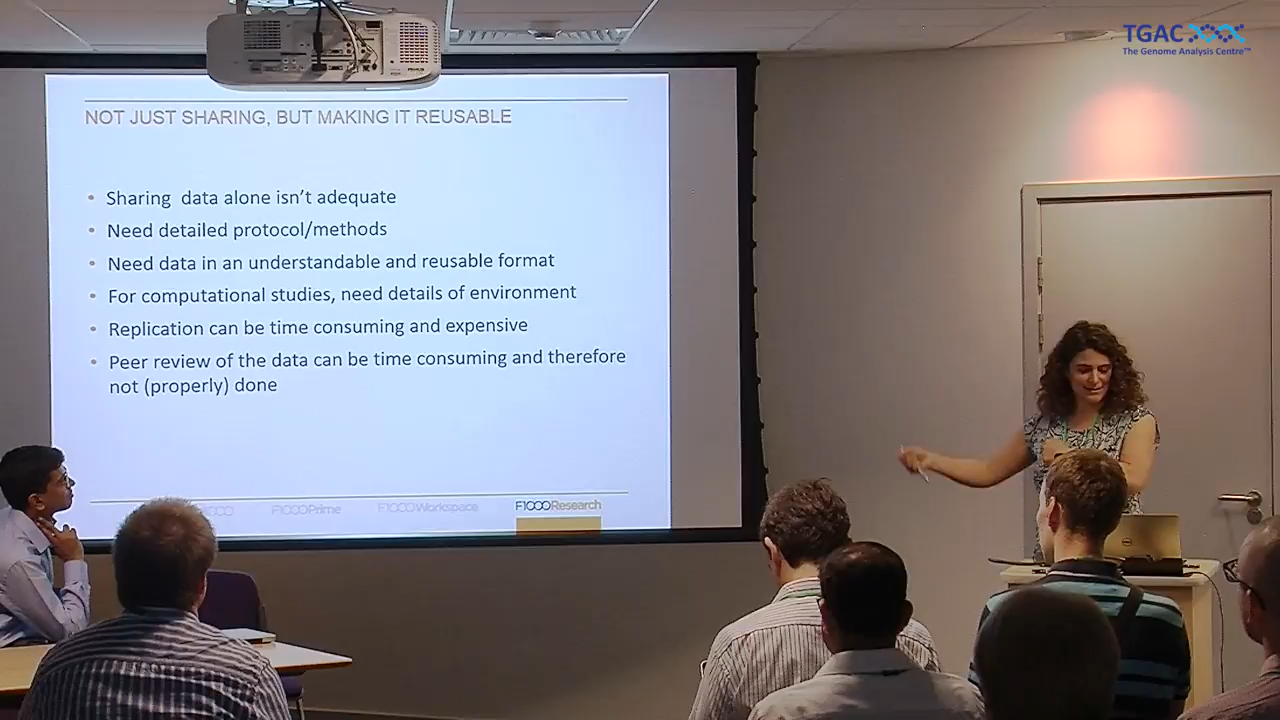 TGAC
The Genome Analysis Centre™
NOT JUST SHARING, BUT MAKING IT REUSABLE
• Sharing data alone isn't adequate
• Need detailed protocol/methods
• Need data in an understandable and reusable format
• For computational studies, need details of environment
• Replication can be time consuming and expensive
• Peer review of the data can be time consuming and therefore
not (properly) done
F1000Prime F1000Workspace F1000Research